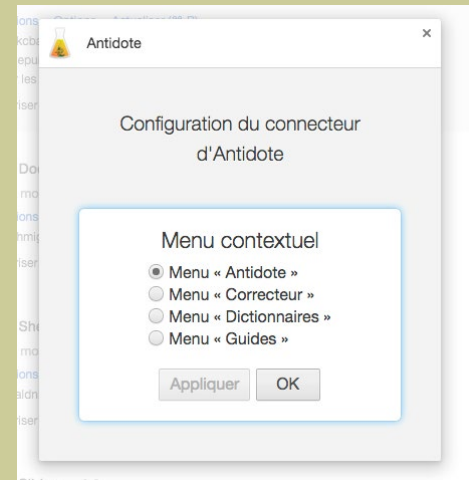 Antidote
×
Configuration du connecteur
d'Antidote
Menu contextuel
Menu « Antidote »
Menu « Correcteur »
Menu « Dictionnaires »
Menu « Guides »
Appliquer OK